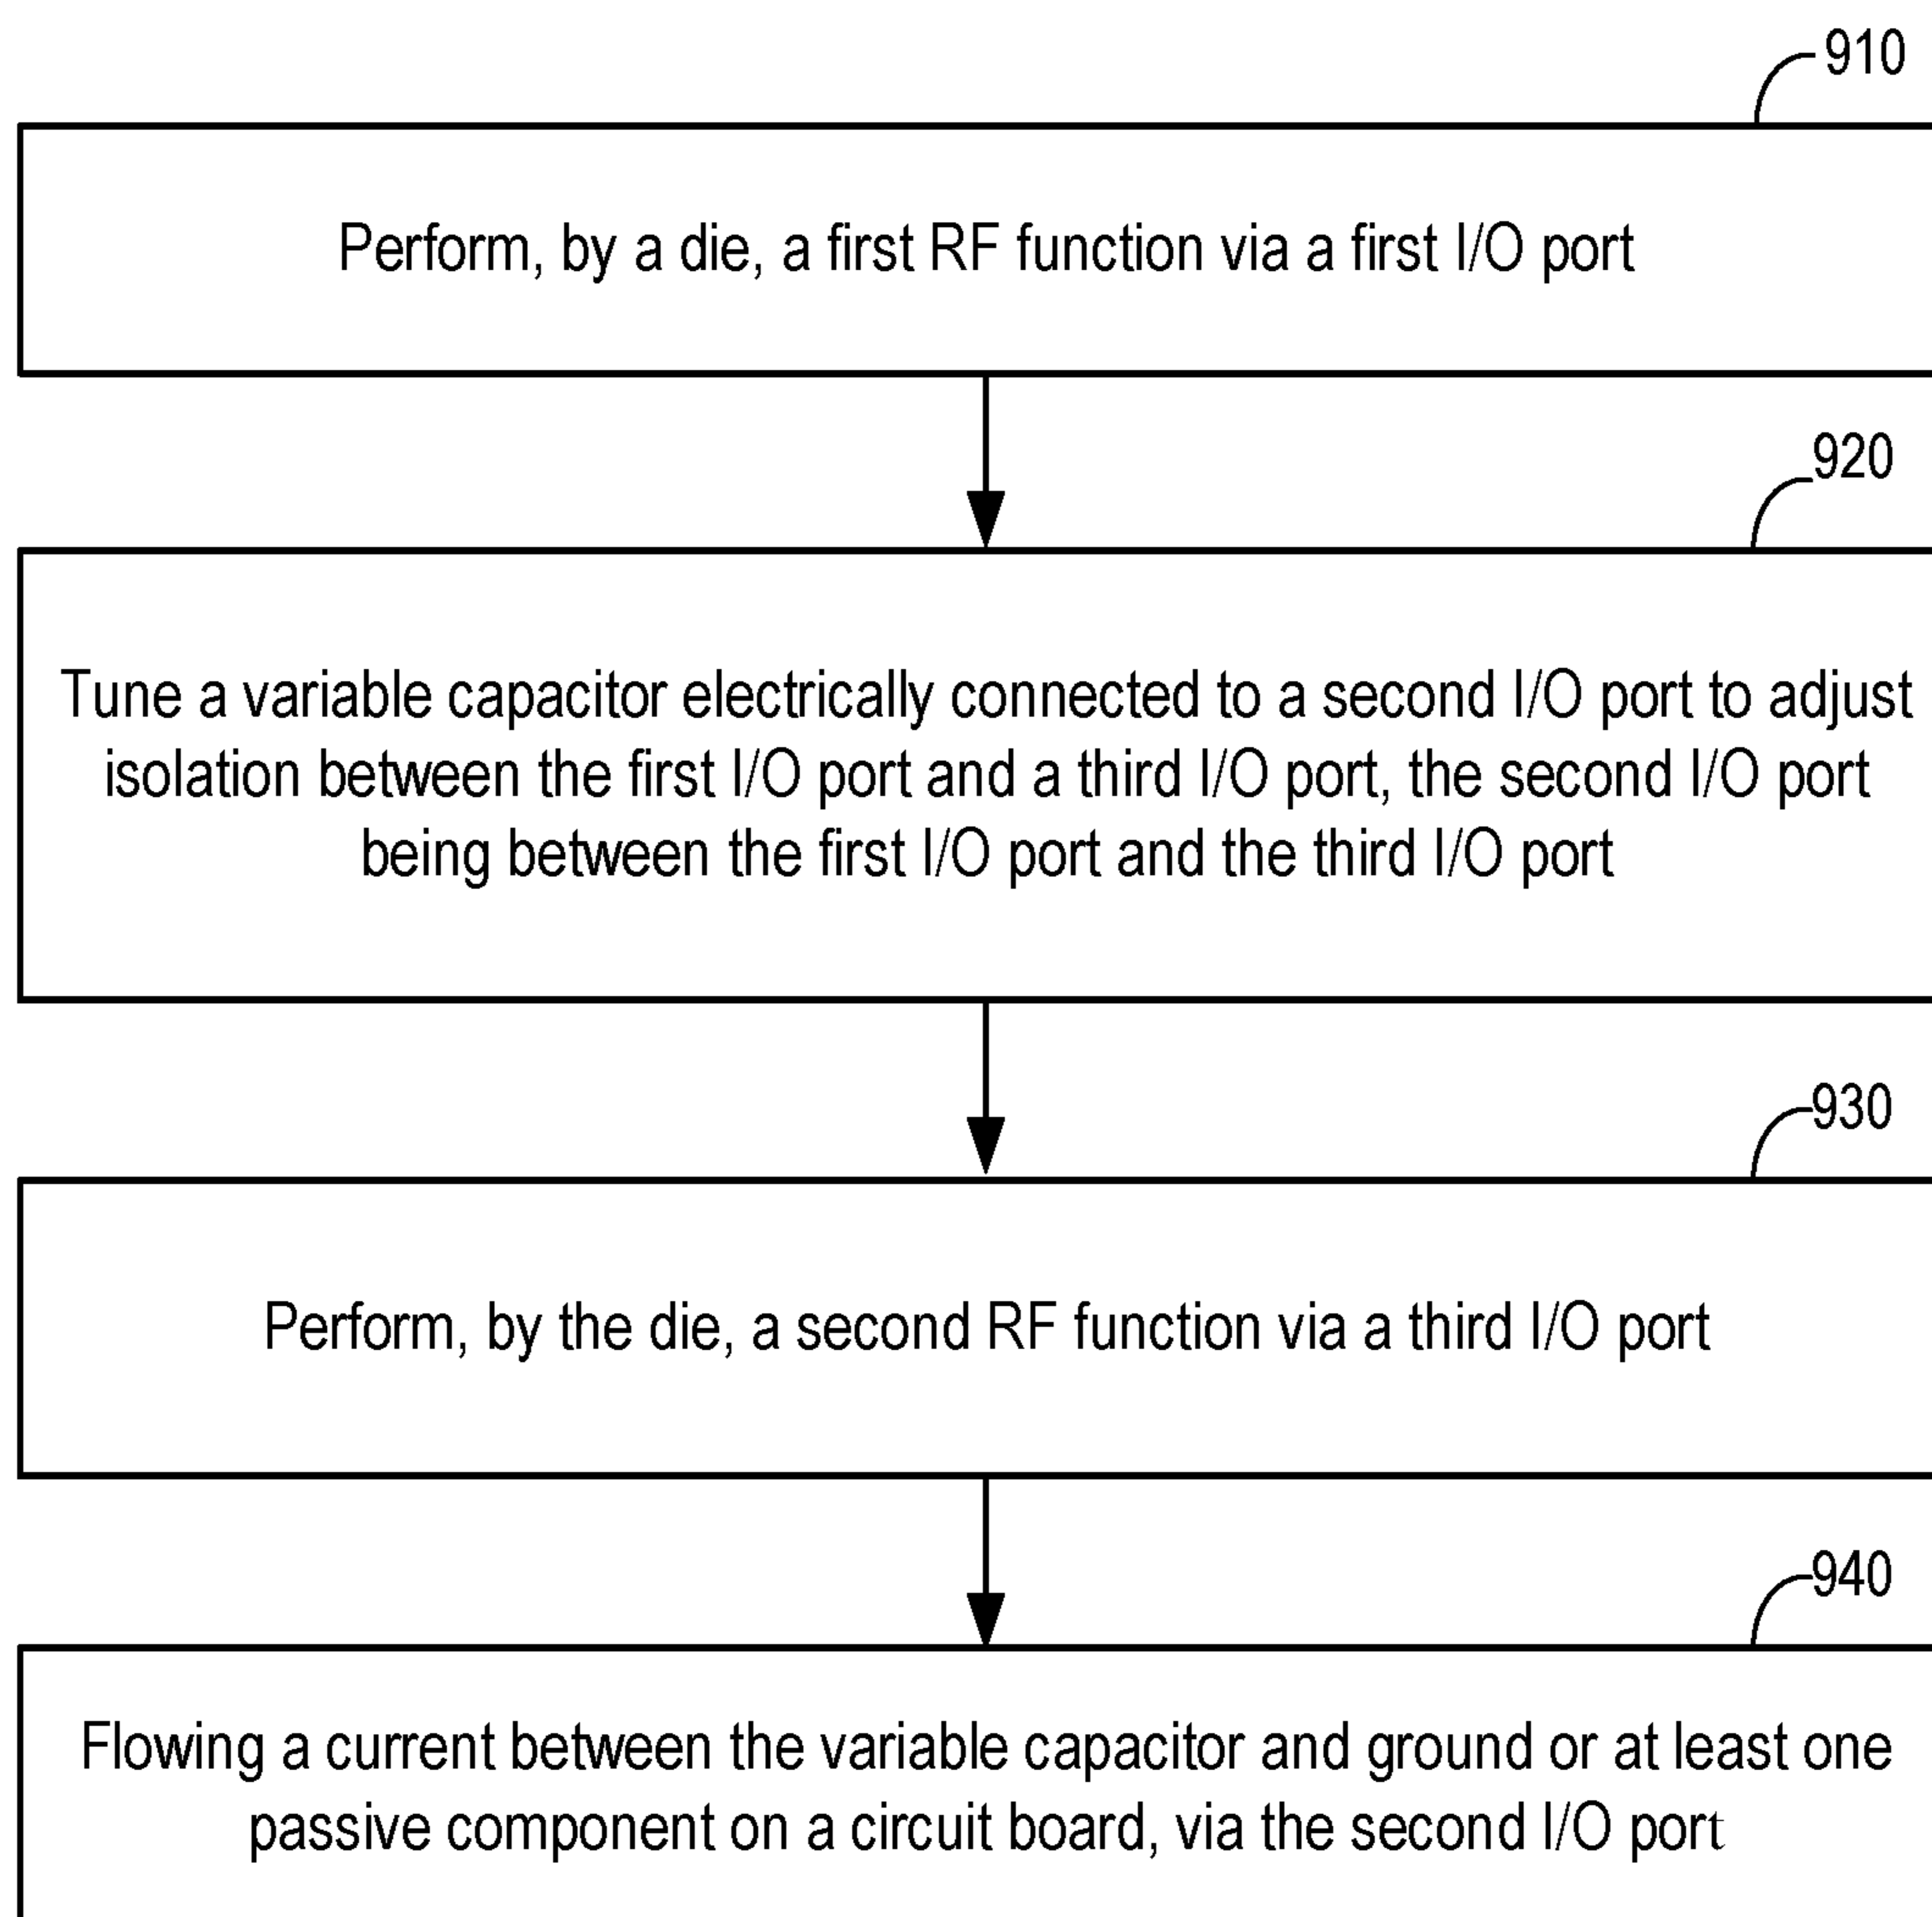 910
Perform, by a die, a first RF function via a first I/O port
920
Tune a variable capacitor electrically connected to a second I/O port to adjust
isolation between the first I/O port and a third I/O port, the second I/O port
being between the first I/O port and the third I/O port
930
Perform, by the die, a second RF function via a third I/O port
940
Flowing a current between the variable capacitor and ground or at least one
passive component on a circuit board, via the second I/O port